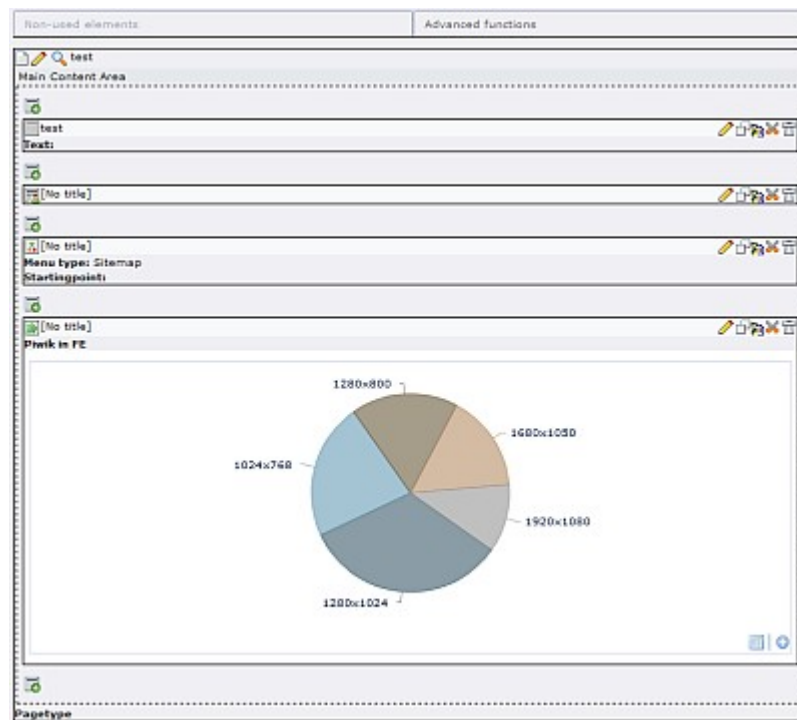 Non-used elements
Advanced functions
test
Main Content Area
test
Text:
[No title]
[No title]
Menu type: Sitemap
Startingpoint:
[No title]
Piwik in FE
1280x800
1680x1050
1024x768
1920x1080
1280x1024
Pagetype